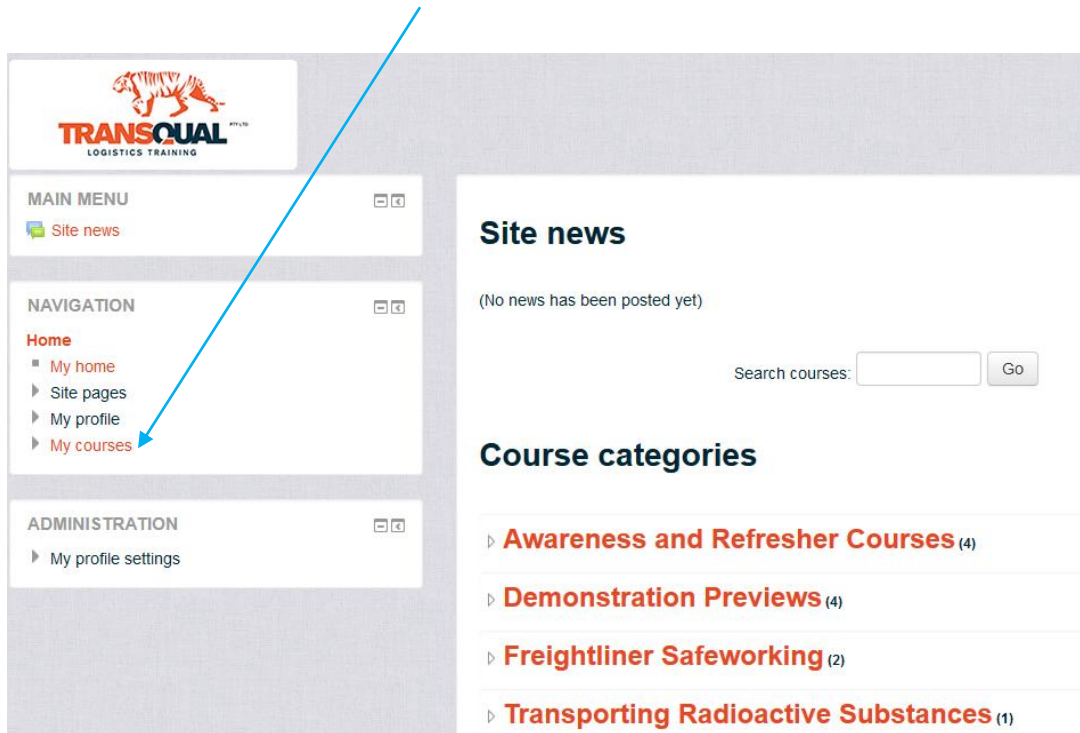 TRANSQUAL PTY LTD
LOGISTICS TRAINING
MAIN MENU
Site news
NAVIGATION
Home
My home
Site pages
My profile
My courses
ADMINISTRATION
My profile settings
Site news
(No news has been posted yet)
Search courses: Go
Course categories
Awareness and Refresher Courses (4)
Demonstration Previews (4)
Freightliner Safeworking (2)
Transporting Radioactive Substances (1)